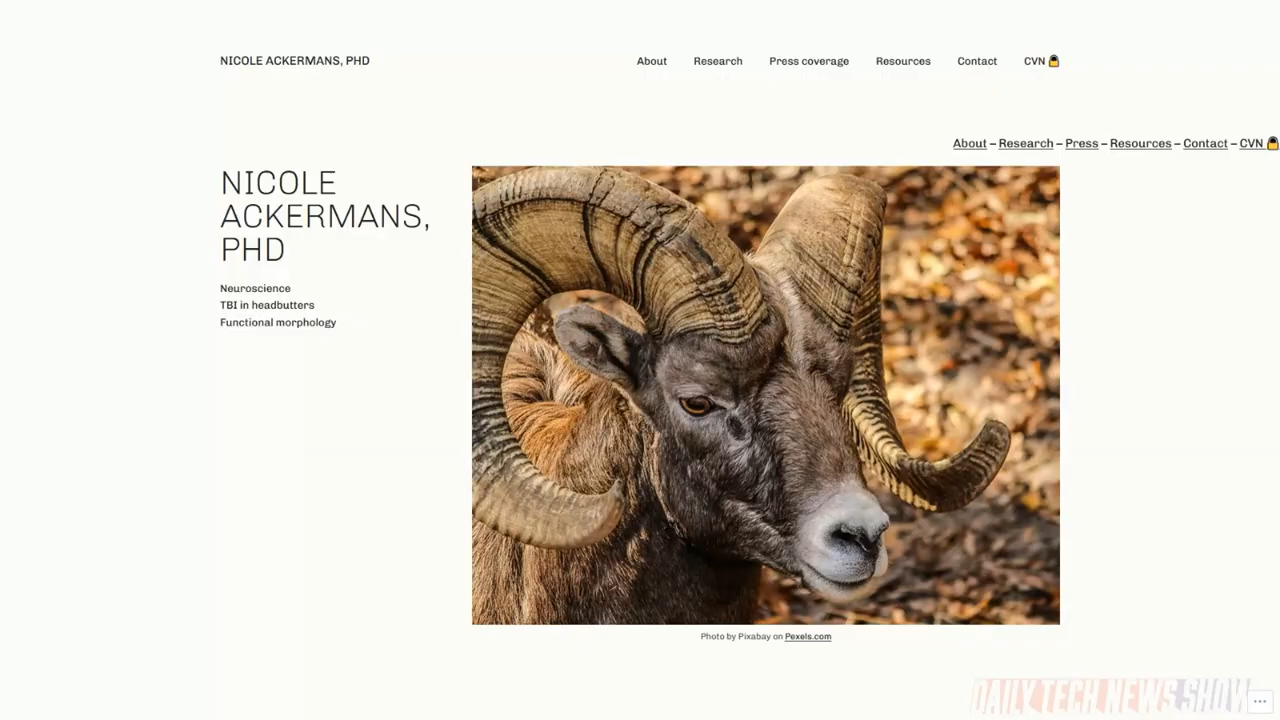 NICOLE ACKERMANS, PHD
About Research Press coverage Resources Contact CVN
About – Research – Press – Resources – Contact – CVN
NICOLE
ACKERMANS,
PHD
Neuroscience
TBI in headbutters
Functional morphology
Photo by Pixabay on Pexels.com
DAILY TECH NEWS SHOW